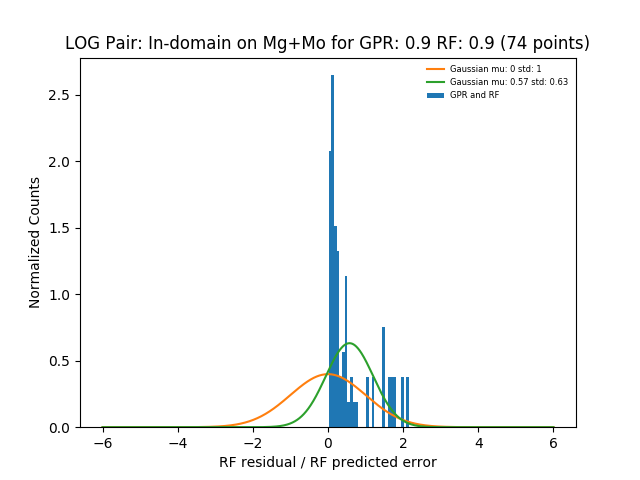 LOG Pair: In-domain on Mg+Mo for GPR: 0.9 RF: 0.9 (74 points)
Gaussian mu: 0 std: 1
Gaussian mu: 0.57 std: 0.63
GPR and RF
Normalized Counts
2.5
2.0
1.5
1.0
0.5
0.0
−6 −4 −2 0 2 4 6
RF residual / RF predicted error